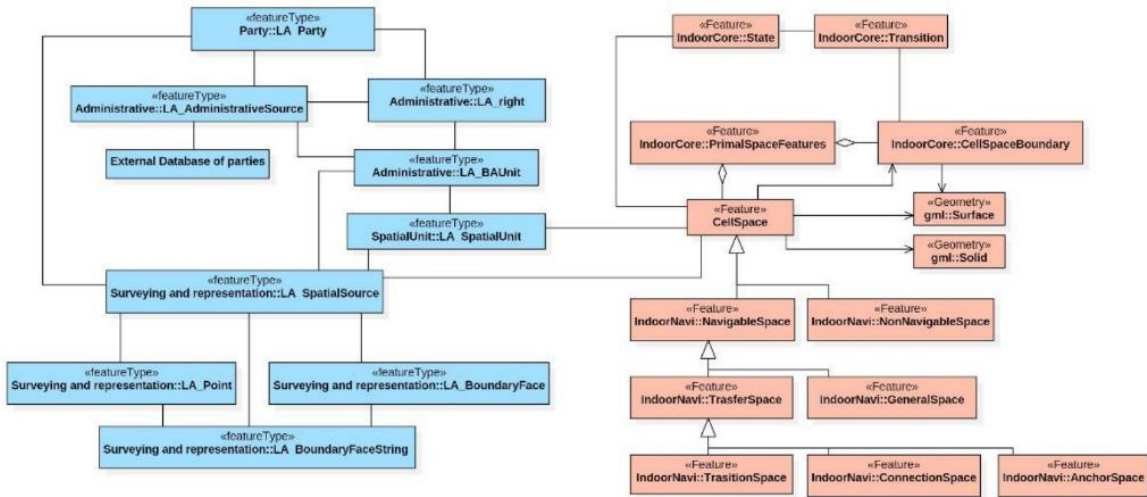 «featureType»
Party::LA_Party
«featureType»
Administrative::LA_AdministrativeSource
«featureType»
Administrative::LA_right
External Database of parties
«featureType»
Administrative::LA_BAUnit
«featureType»
SpatialUnit::LA_SpatialUnit
«featureType»
Surveying and representation::LA_SpatialSource
«featureType»
Surveying and representation::LA_Point
«featureType»
Surveying and representation::LA_BoundaryFace
«featureType»
Surveying and representation::LA_BoundaryFaceString
«Feature»
IndoorCore::State
«Feature»
IndoorCore::Transition
«Feature»
IndoorCore::PrimalSpaceFeatures
«Feature»
IndoorCore::CellSpaceBoundary
«Feature»
CellSpace
«Geometry»
gml::Surface
«Geometry»
gml::Solid
«Feature»
IndoorNavi::NavigableSpace
«Feature»
IndoorNavi::NonNavigableSpace
«Feature»
IndoorNavi::TrasferSpace
«Feature»
IndoorNavi::GeneralSpace
«Feature»
IndoorNavi::TrasitionSpace
«Feature»
IndoorNavi::ConnectionSpace
«Feature»
IndoorNavi::AnchorSpace